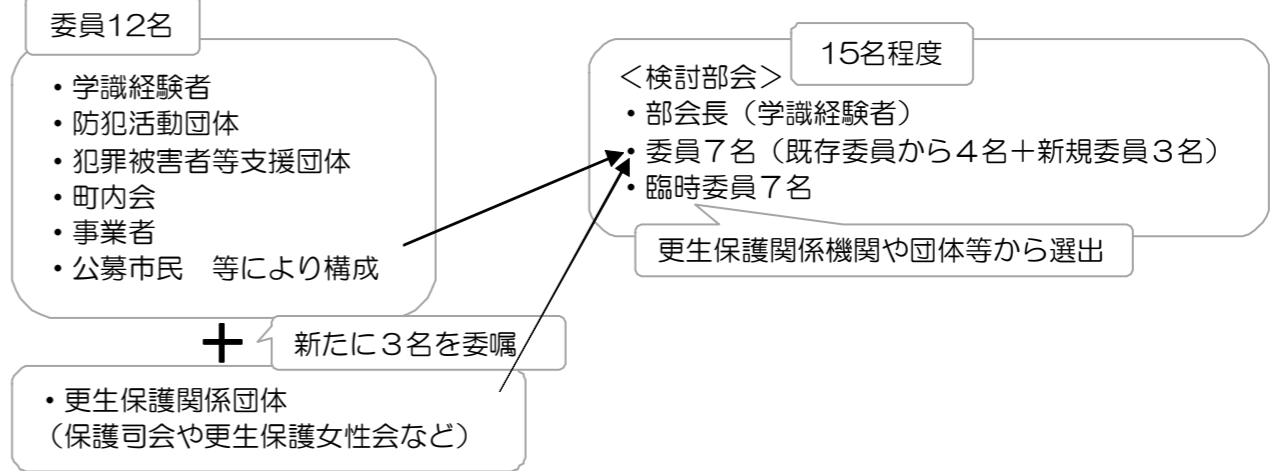 委員12名
・学識経験者
・防犯活動団体
・犯罪被害者等支援団体
・町内会
・事業者
・公募市民　等により構成
＋
新たに３名を委嘱
・更生保護関係団体
（保護司会や更生保護女性会など）
15名程度
＜検討部会＞
・部会長（学識経験者）
・委員７名（既存委員から４名＋新規委員３名）
・臨時委員７名
更生保護関係機関や団体等から選出